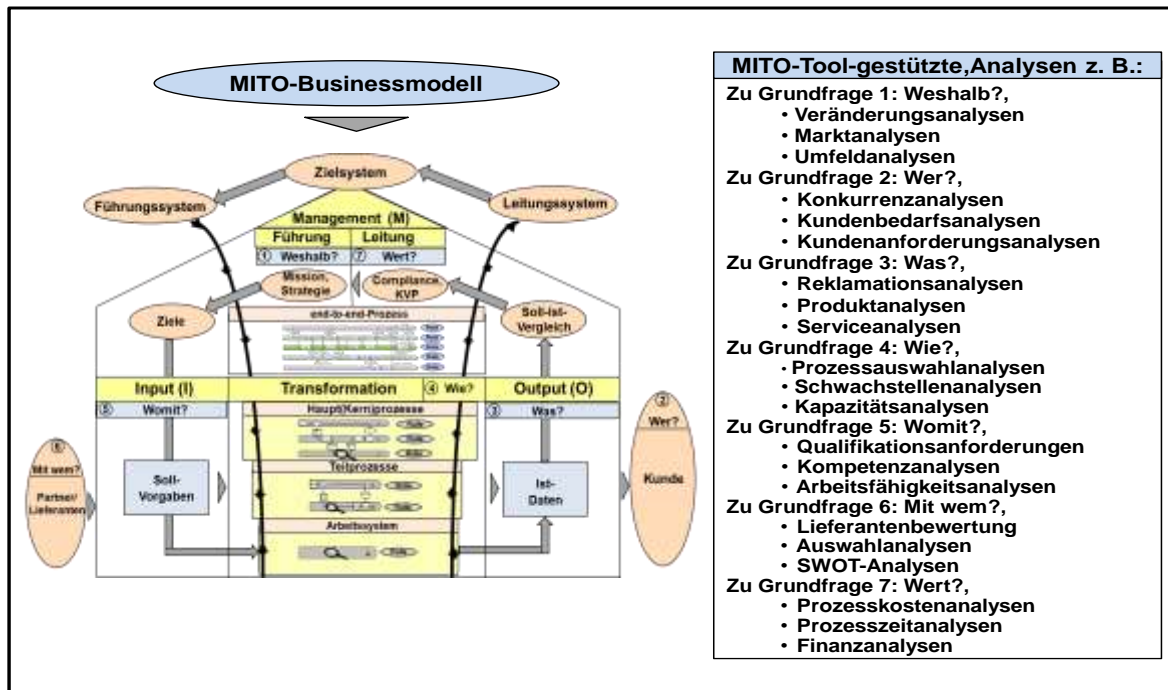 MITO-Businessmodell
Zielsystem
Führungssystem
Leitungssystem
Management (M)
Führung
Leitung
① Weshalb?
⑦ Wert?
Mission,
Strategie
Compliance,
KVP
Ziele
end-to-end-Prozess
Soll-Ist-
Vergleich
Input (I)
Transformation
④ Wie?
Output (O)
⑤ Womit?
Haupt(Kern)prozesse
③ Was?
②
Wer?
Kunde
⑥
Mit wem?
Partner/
Lieferanten
Soll-
Vorgaben
Teilprozesse
Ist-
Daten
Arbeitssystem
MITO-Tool-gestützte,Analysen z. B.:
Zu Grundfrage 1: Weshalb?,
• Veränderungsanalysen
• Marktanalysen
• Umfeldanalysen
Zu Grundfrage 2: Wer?,
• Konkurrenzanalysen
• Kundenbedarfsanalysen
• Kundenanforderungsanalysen
Zu Grundfrage 3: Was?,
• Reklamationsanalysen
• Produktanalysen
• Serviceanalysen
Zu Grundfrage 4: Wie?,
• Prozessauswahlanalysen
• Schwachstellenanalysen
• Kapazitätsanalysen
Zu Grundfrage 5: Womit?,
• Qualifikationsanforderungen
• Kompetenzanalysen
• Arbeitsfähigkeitsanalysen
Zu Grundfrage 6: Mit wem?,
• Lieferantenbewertung
• Auswahlanalysen
• SWOT-Analysen
Zu Grundfrage 7: Wert?,
• Prozesskostenanalysen
• Prozesszeitanalysen
• Finanzanalysen